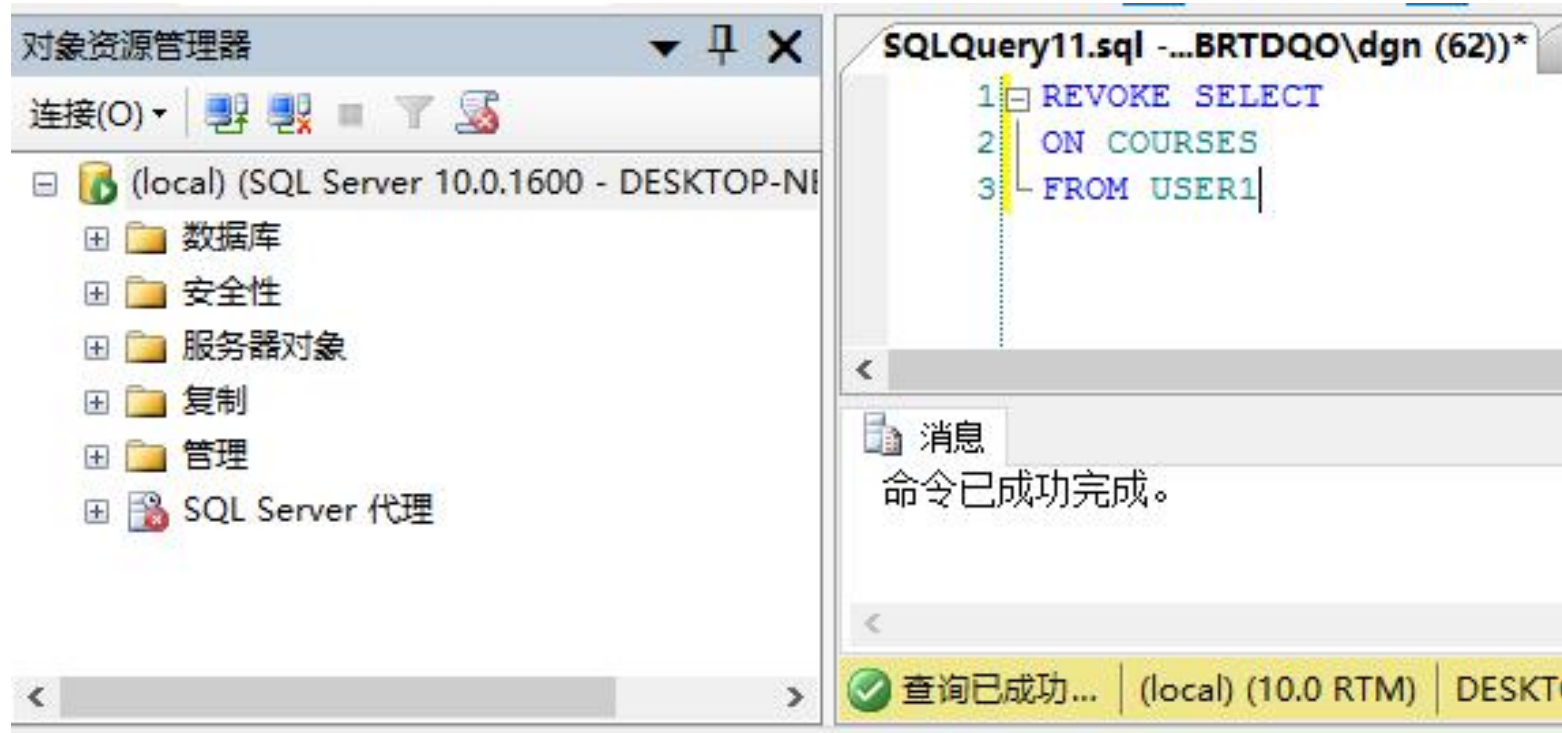 对象资源管理器
连接(O)
(local) (SQL Server 10.0.1600 - DESKTOP-NE
数据库
安全性
服务器对象
复制
管理
SQL Server 代理
SQLQuery11.sql -...BRTDQO\dgn (62))*
1 REVOKE SELECT
2 ON COURSES
3 FROM USER1
消息
命令已成功完成。
查询已成功... (local) (10.0 RTM) DESKTO